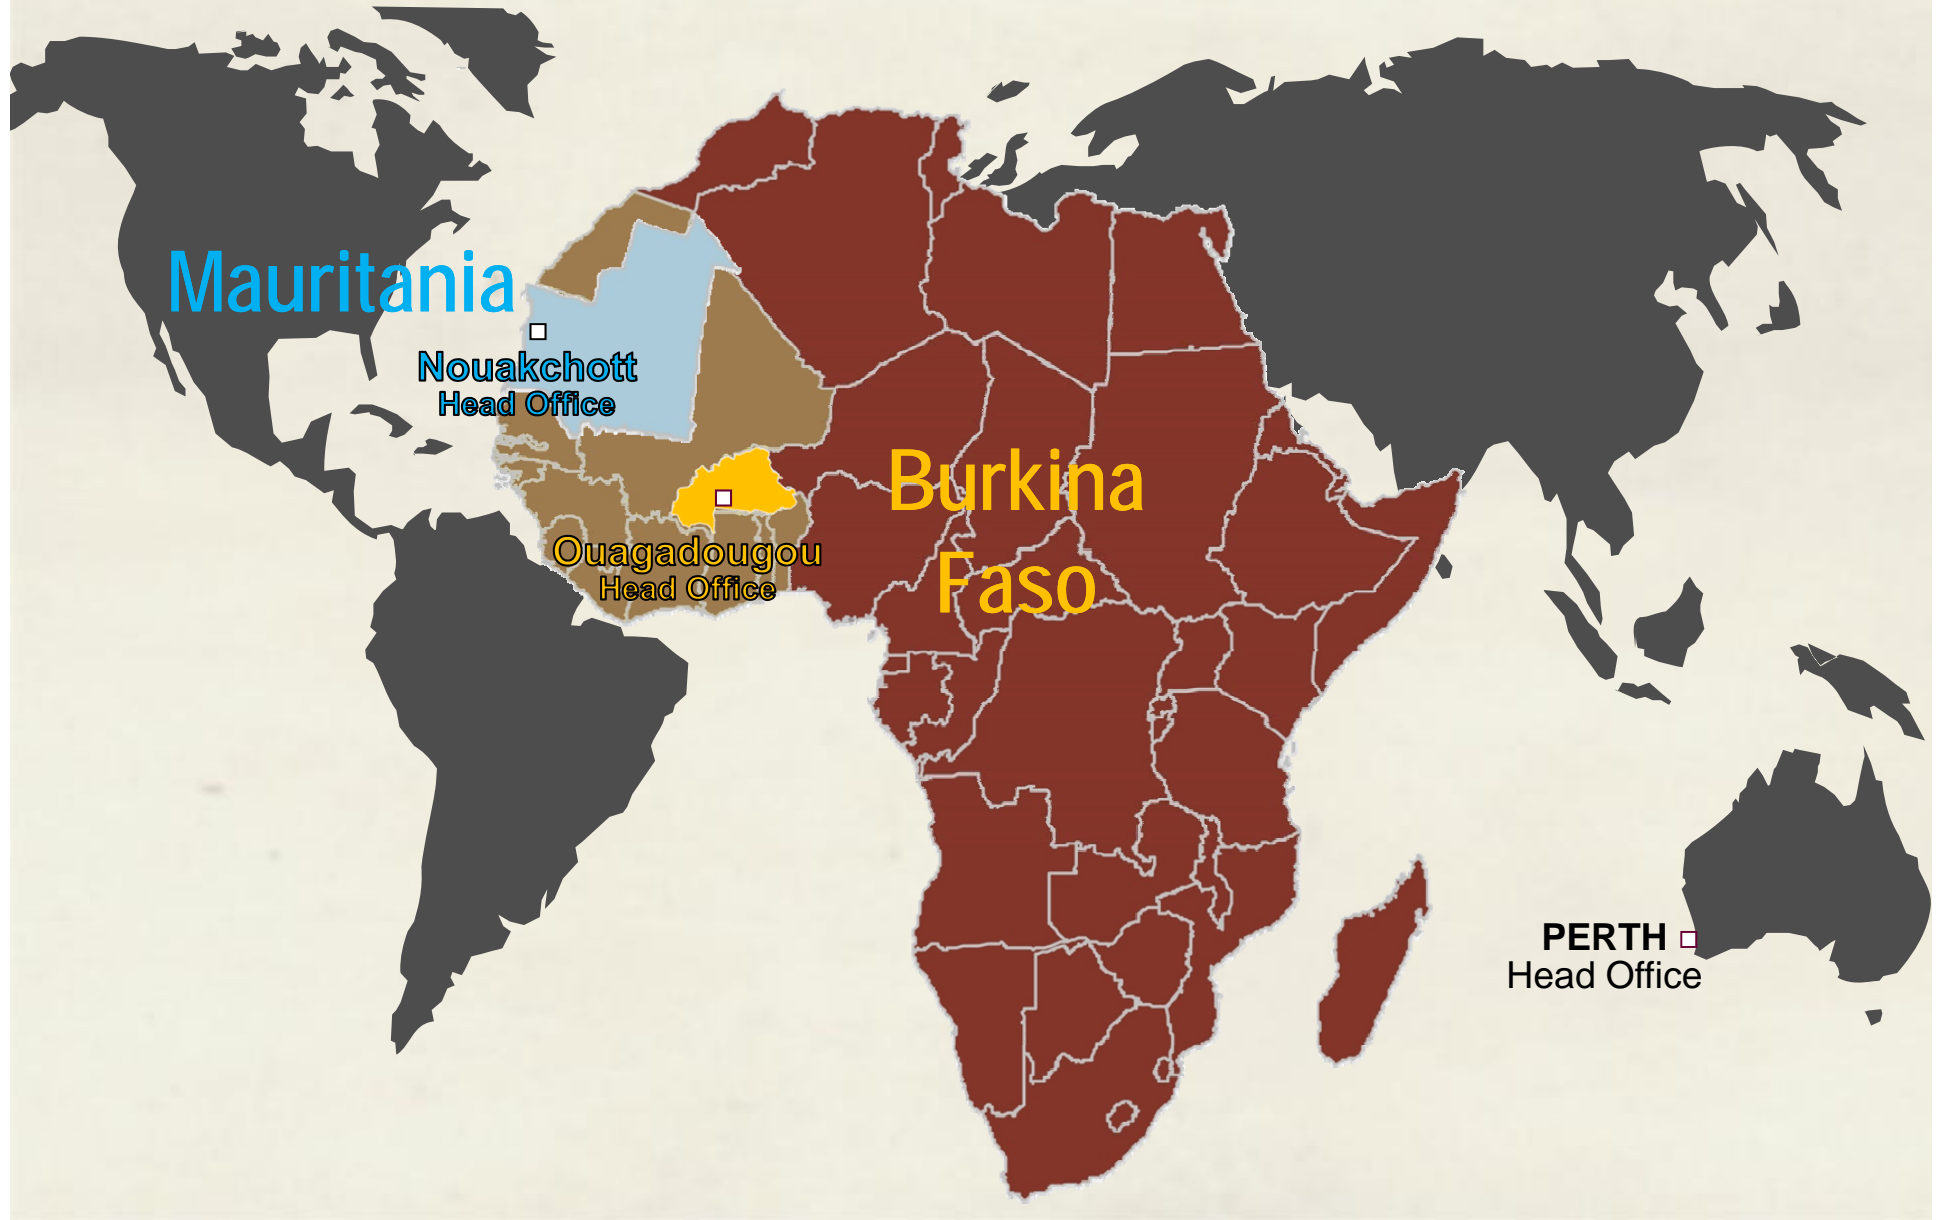 Mauritania
Nouakchott
Head Office
Burkina
Faso
Ouagadougou
Head Office
PERTH
Head Office